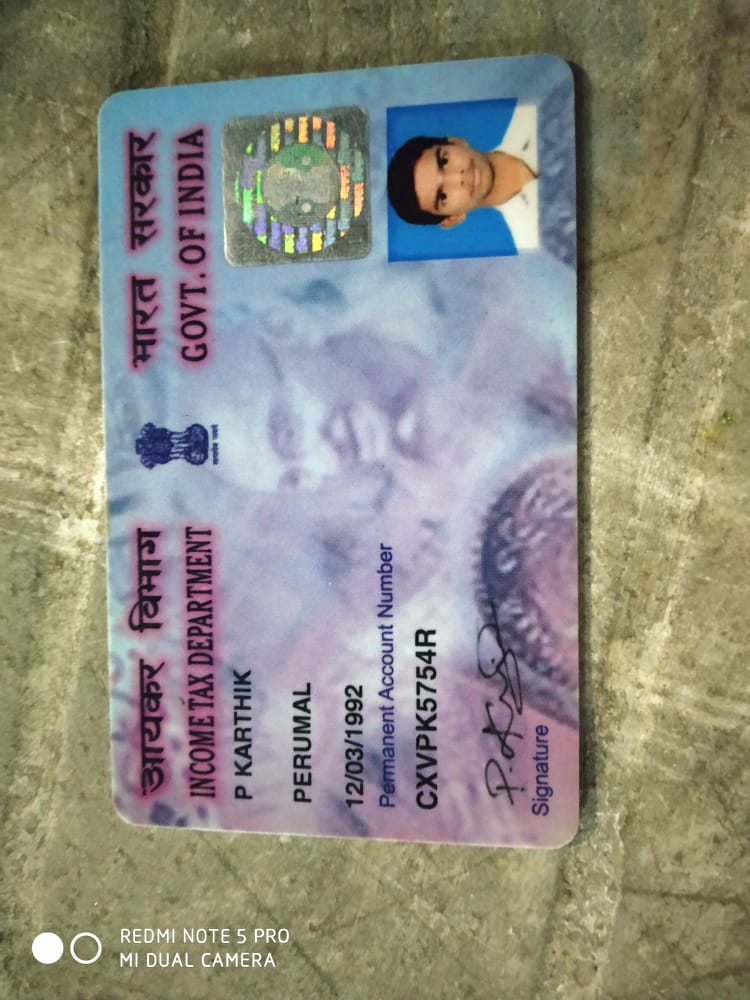 आयकर विभाग
INCOME TAX DEPARTMENT
भारत सरकार
GOVT. OF INDIA
P KARTHIK
PERUMAL
12/03/1992
Permanent Account Number
CXVPK5754R
Signature
REDMI NOTE 5 PRO
MI DUAL CAMERA